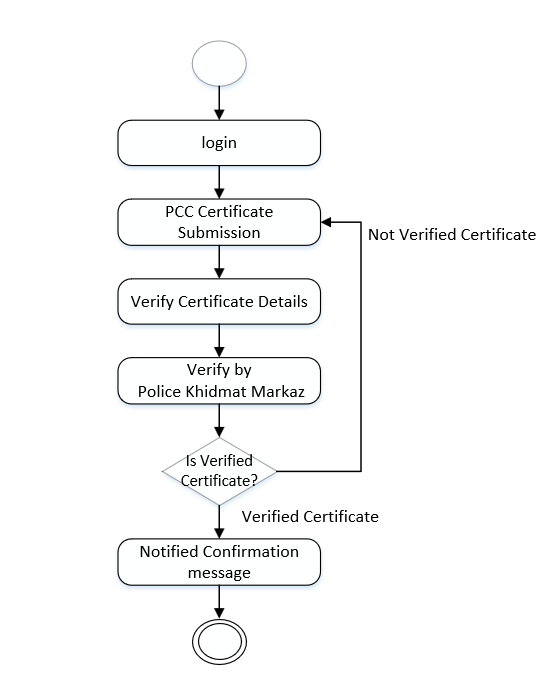 login
PCC Certificate
Submission
Not Verified Certificate
Verify Certificate Details
Verify by
Police Khidmat Markaz
Is Verified
Certificate?
Verified Certificate
Notified Confirmation
message